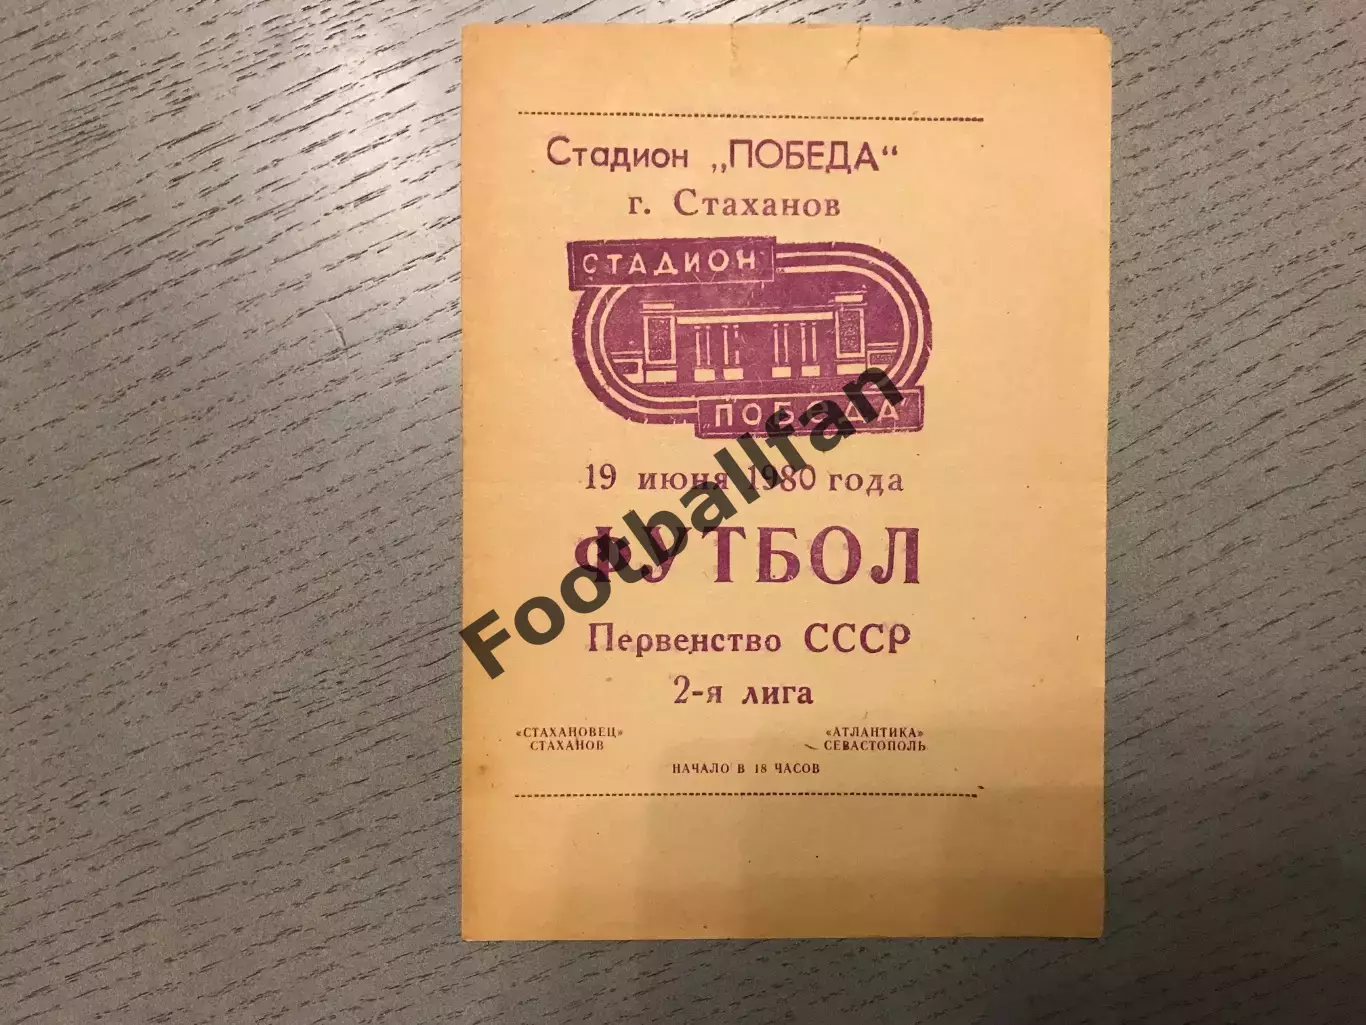 Стадион „ПОБЕДА“
г. Стаханов
СТАДИОН
ПОБЕДА
19 июня 1980 года
ФУТБОЛ
Первенство СССР
2-я лига
«СТАХАНОВЕЦ» «АТЛАНТИКА»
СТАХАНОВ СЕВАСТОПОЛЬ
НАЧАЛО В 18 ЧАСОВ
Footballfan